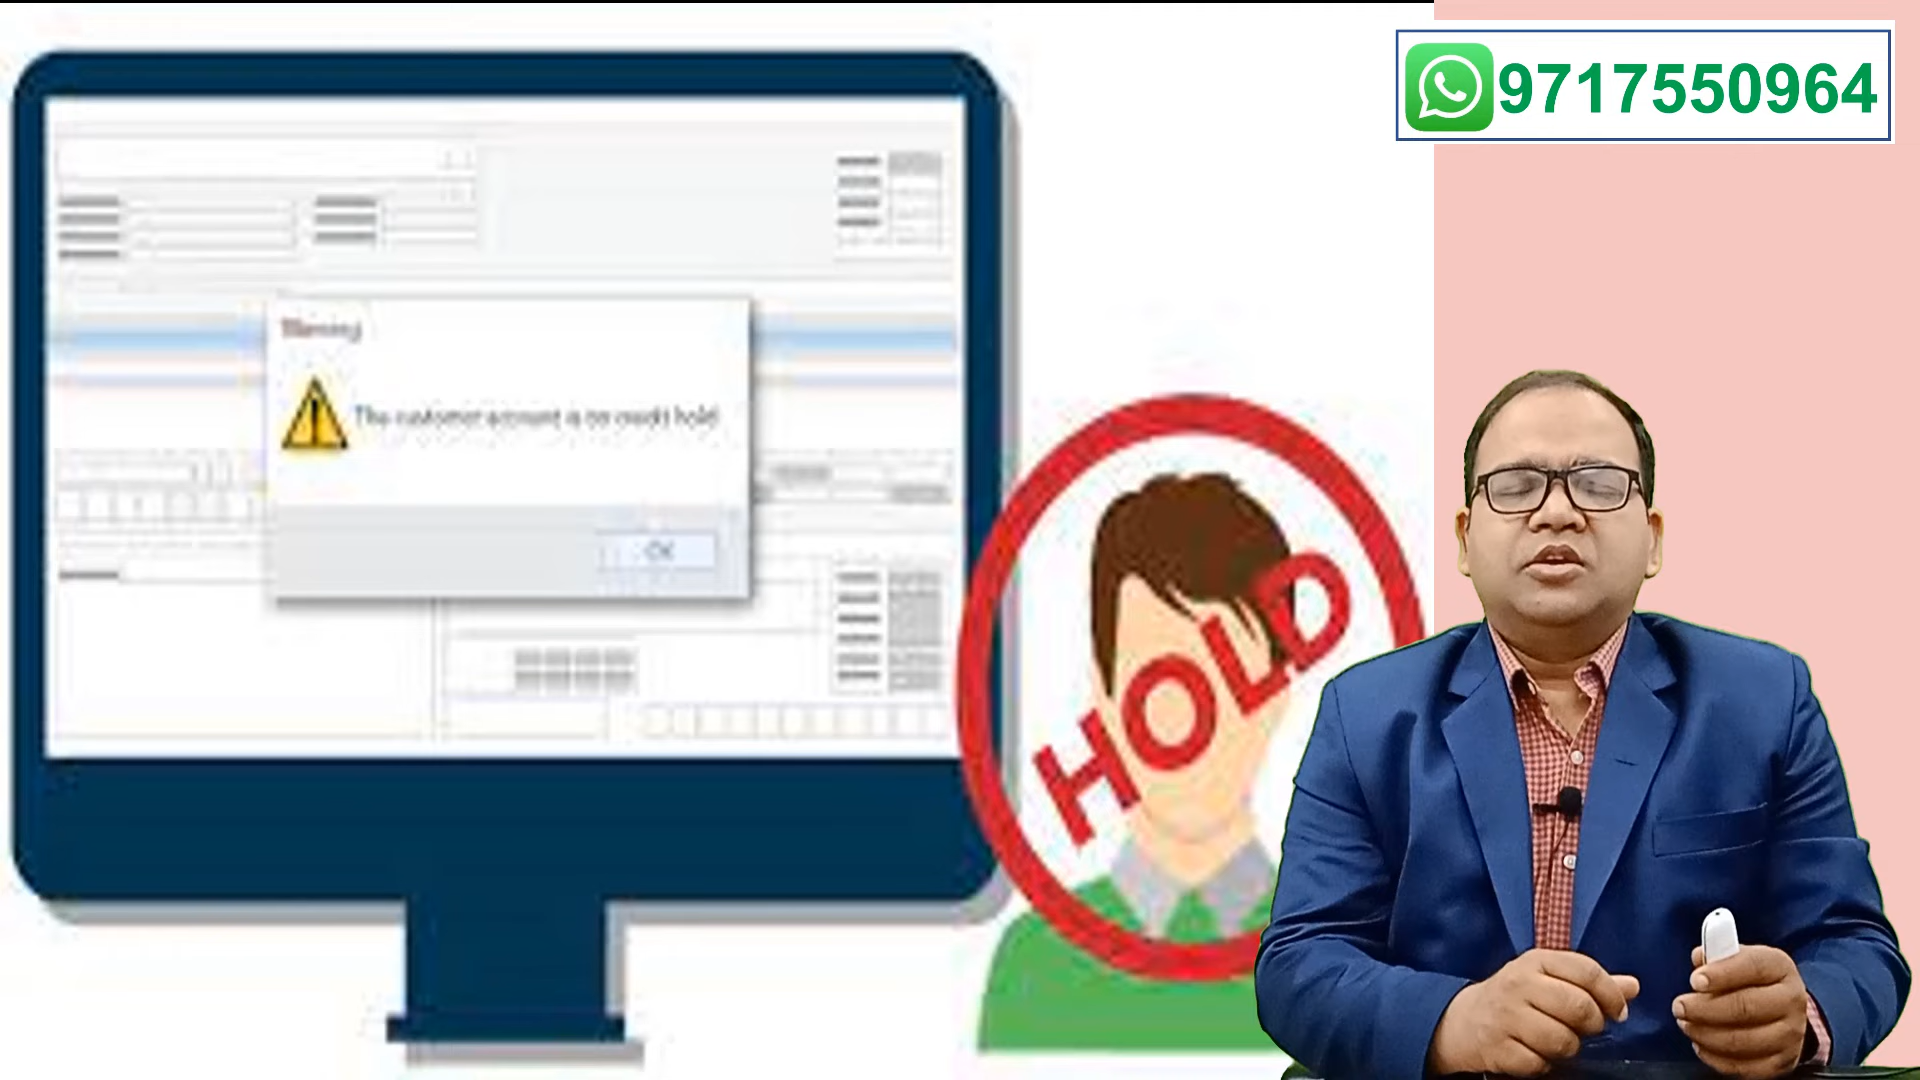 9717550964
Warning
The customer account is on credit hold
OK
HOLD